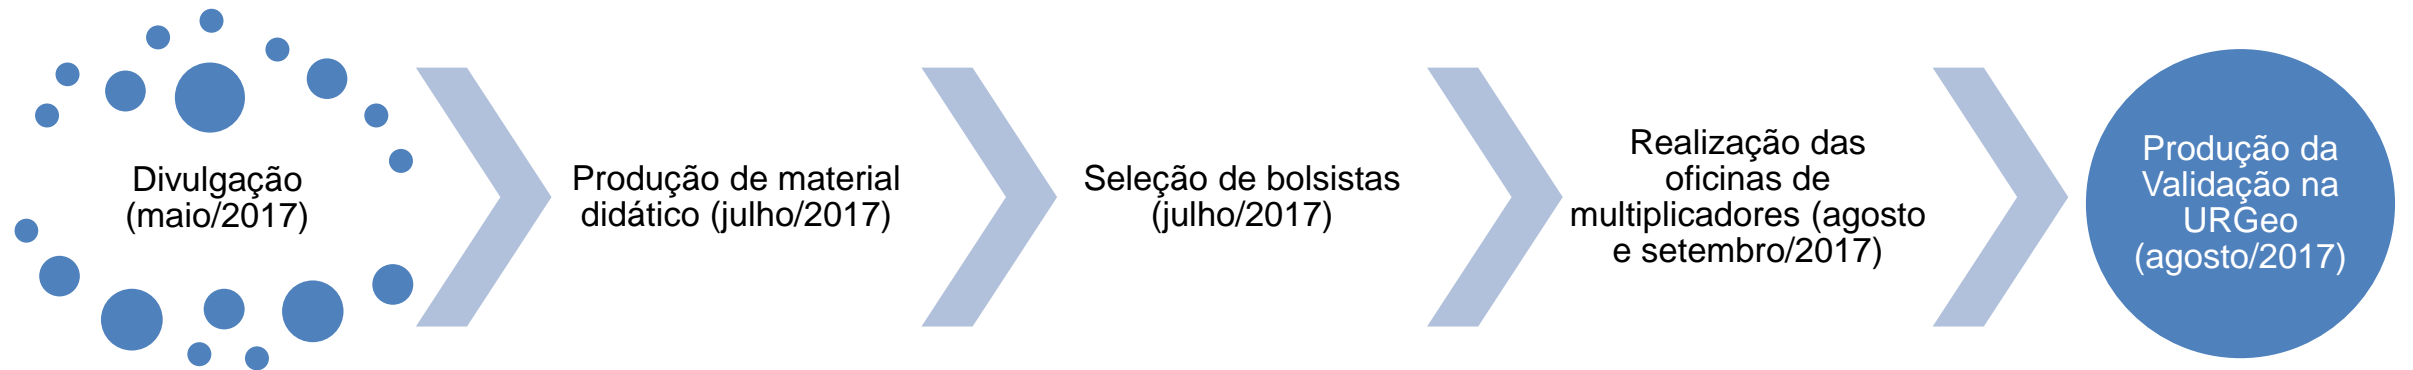 Divulgação
(maio/2017)
Produção de material
didático (julho/2017)
Seleção de bolsistas
(julho/2017)
Realização das
oficinas de
multiplicadores (agosto
e setembro/2017)
Produção da
Validação na
URGeo
(agosto/2017)